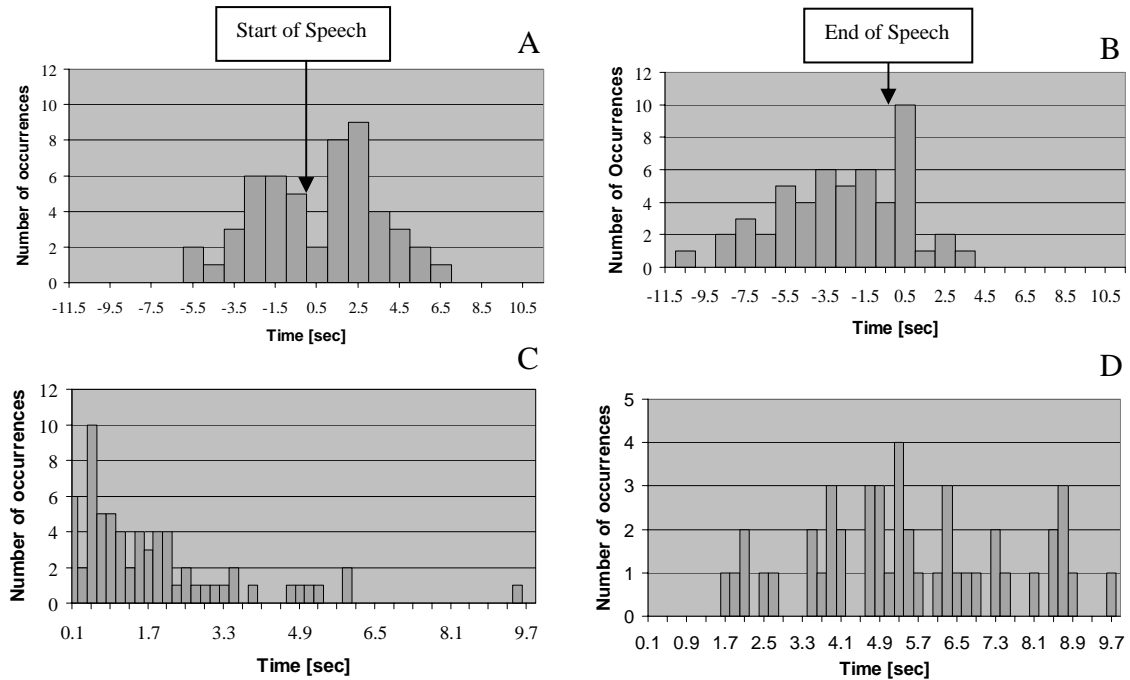 Start of Speech
A
Number of occurrences
12
10
8
6
4
2
0
-11.5 -9.5 -7.5 -5.5 -3.5 -1.5 0.5 2.5 4.5 6.5 8.5 10.5
Time [sec]
End of Speech
B
Number of Occurrences
12
10
8
6
4
2
0
-11.5 -9.5 -7.5 -5.5 -3.5 -1.5 0.5 2.5 4.5 6.5 8.5 10.5
Time [sec]
C
Number of occurrences
12
10
8
6
4
2
0
0.1 1.7 3.3 4.9 6.5 8.1 9.7
Time [sec]
D
Number of occurrences
5
4
3
2
1
0
0.1 0.9 1.7 2.5 3.3 4.1 4.9 5.7 6.5 7.3 8.1 8.9 9.7
Time [sec]